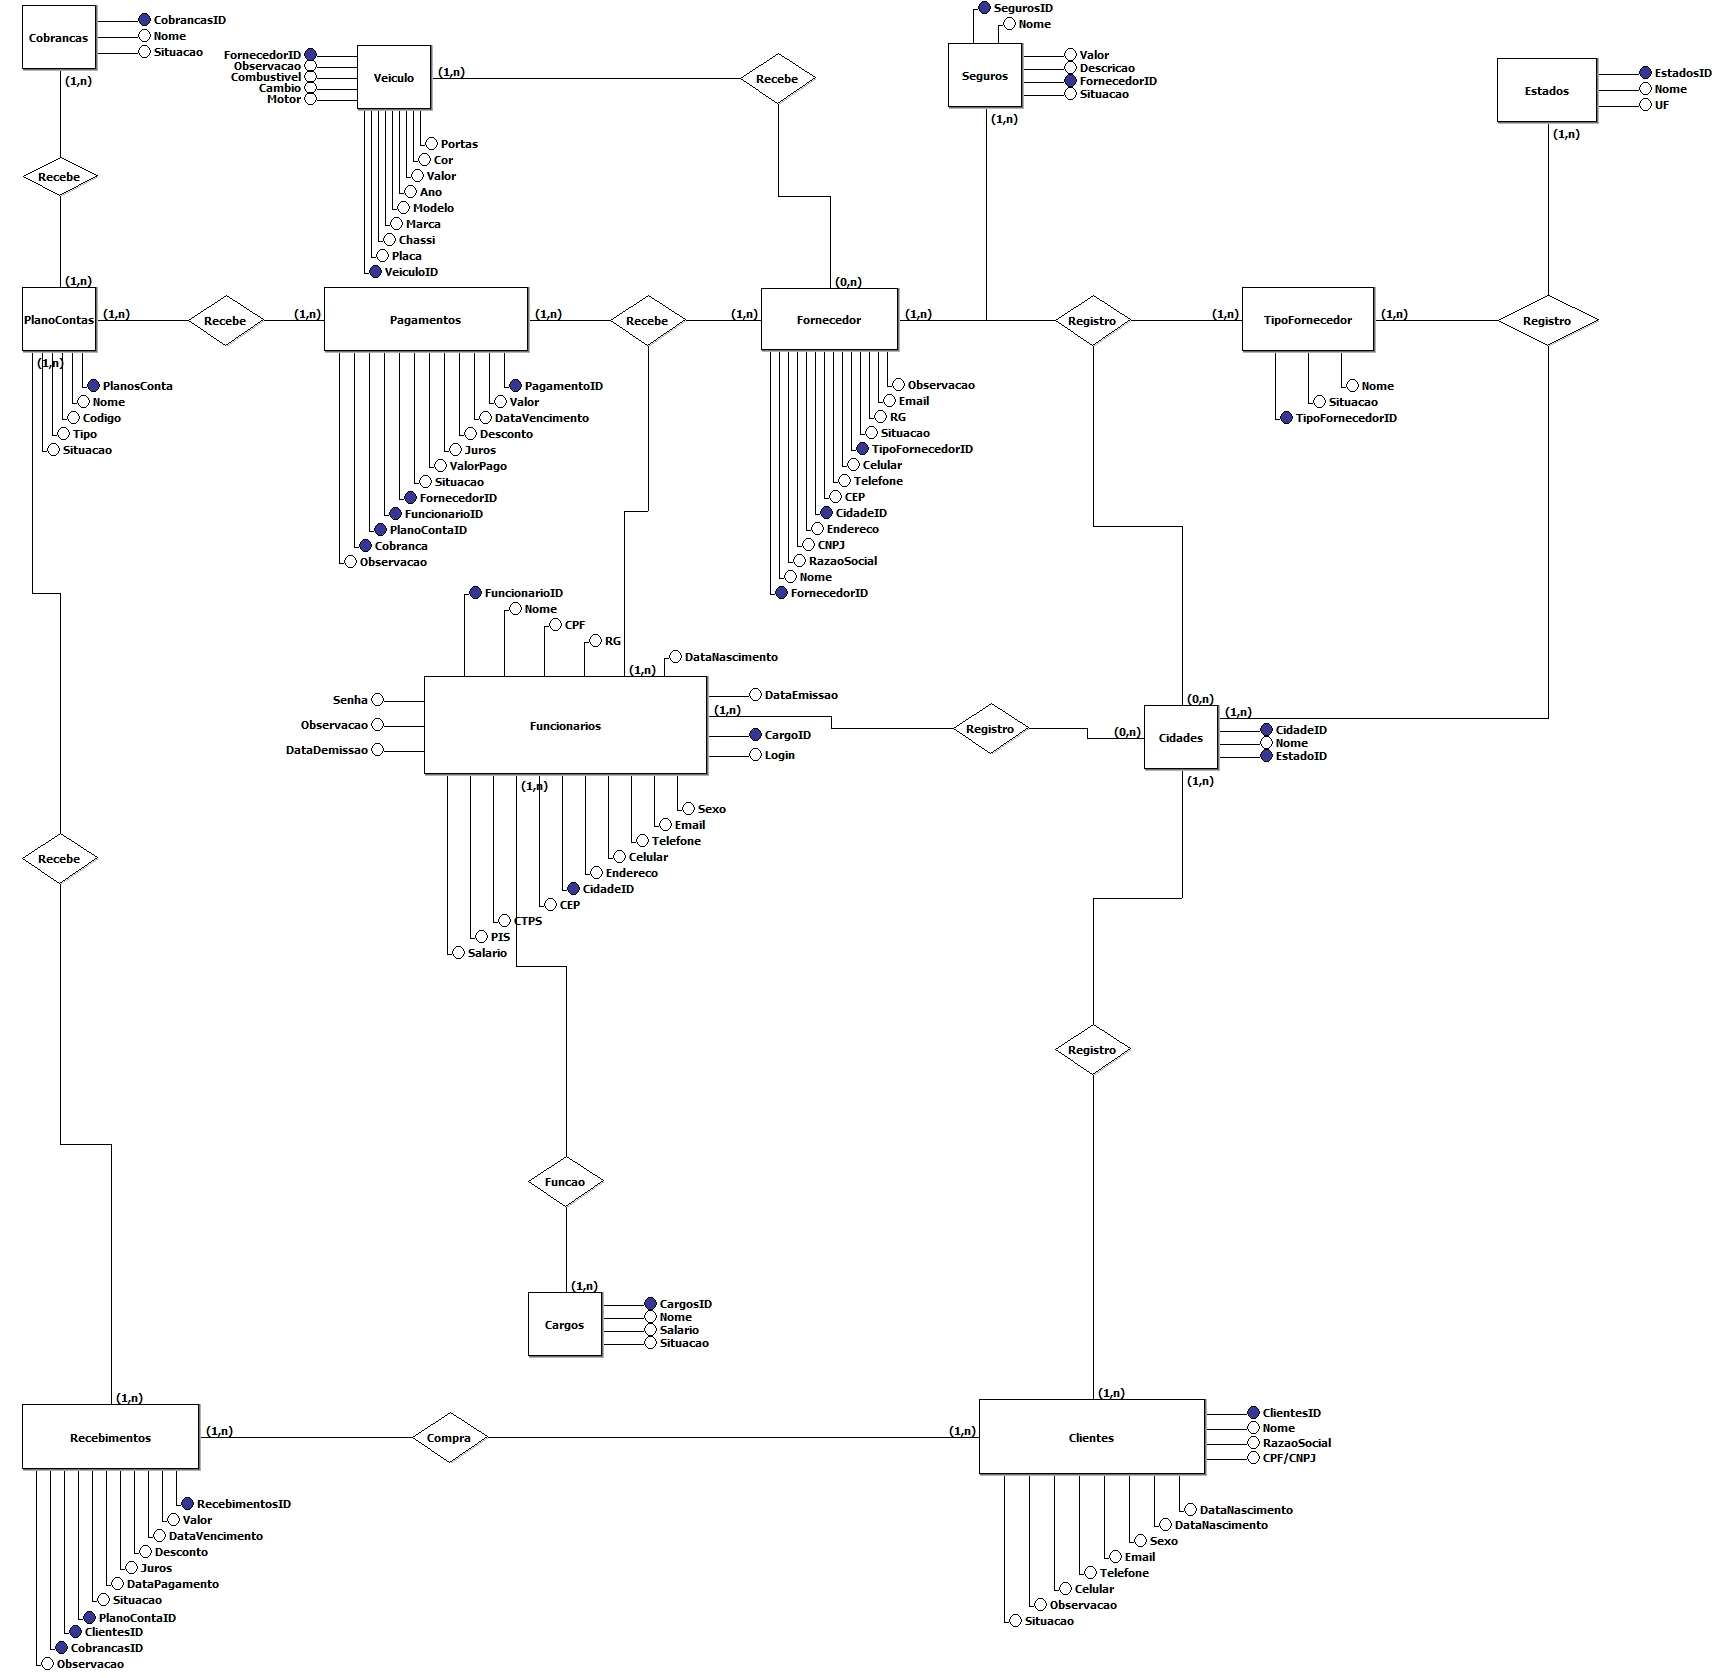 Cobrancas
CobrancasID
Nome
Situacao
(1,n)
Recebe
(1,n)
PlanoContas
(1,n)
(1,n)
PlanosConta
Nome
Codigo
Tipo
Situacao
FornecedorID
Observacao
Combustivel
Cambio
Motor
Veiculo
(1,n)
Portas
Cor
Valor
Ano
Modelo
Marca
Chassi
Placa
VeiculoID
Recebe
(0,n)
SegurosID
Nome
Seguros
Valor
Descricao
FornecedorID
Situacao
(1,n)
Estados
EstadosID
Nome
UF
(1,n)
Recebe
(1,n)
Pagamentos
(1,n)
PagamentoID
Valor
DataVencimento
Desconto
Juros
ValorPago
Situacao
FornecedorID
FuncionarioID
PlanoContaID
Cobranca
Observacao
Recebe
(1,n)
Fornecedor
(1,n)
Observacao
Email
RG
Situacao
TipoFornecedorID
Celular
Telefone
CEP
CidadeID
Endereco
CNPJ
RazaoSocial
Nome
FornecedorID
Registro
(1,n)
TipoFornecedor
(1,n)
Nome
Situacao
TipoFornecedorID
Registro
FuncionarioID
Nome
CPF
RG
(1,n)
DataNascimento
Senha
Observacao
DataDemissao
Funcionarios
DataEmissao
(1,n)
CargoID
Login
(1,n)
Sexo
Email
Telefone
Celular
Endereco
CidadeID
CEP
CTPS
PIS
Salario
Registro
(0,n)
(0,n)
Cidades
(1,n)
CidadeID
Nome
EstadoID
(1,n)
Recebe
Registro
Funcao
(1,n)
Cargos
CargosID
Nome
Salario
Situacao
(1,n)
Recebimentos
(1,n)
Compra
(1,n)
(1,n)
Clientes
ClientesID
Nome
RazaoSocial
CPF/CNPJ
RecebimentosID
Valor
DataVencimento
Desconto
Juros
DataPagamento
Situacao
PlanoContaID
ClientesID
CobrancasID
Observacao
DataNascimento
DataNascimento
Sexo
Email
Telefone
Celular
Observacao
Situacao